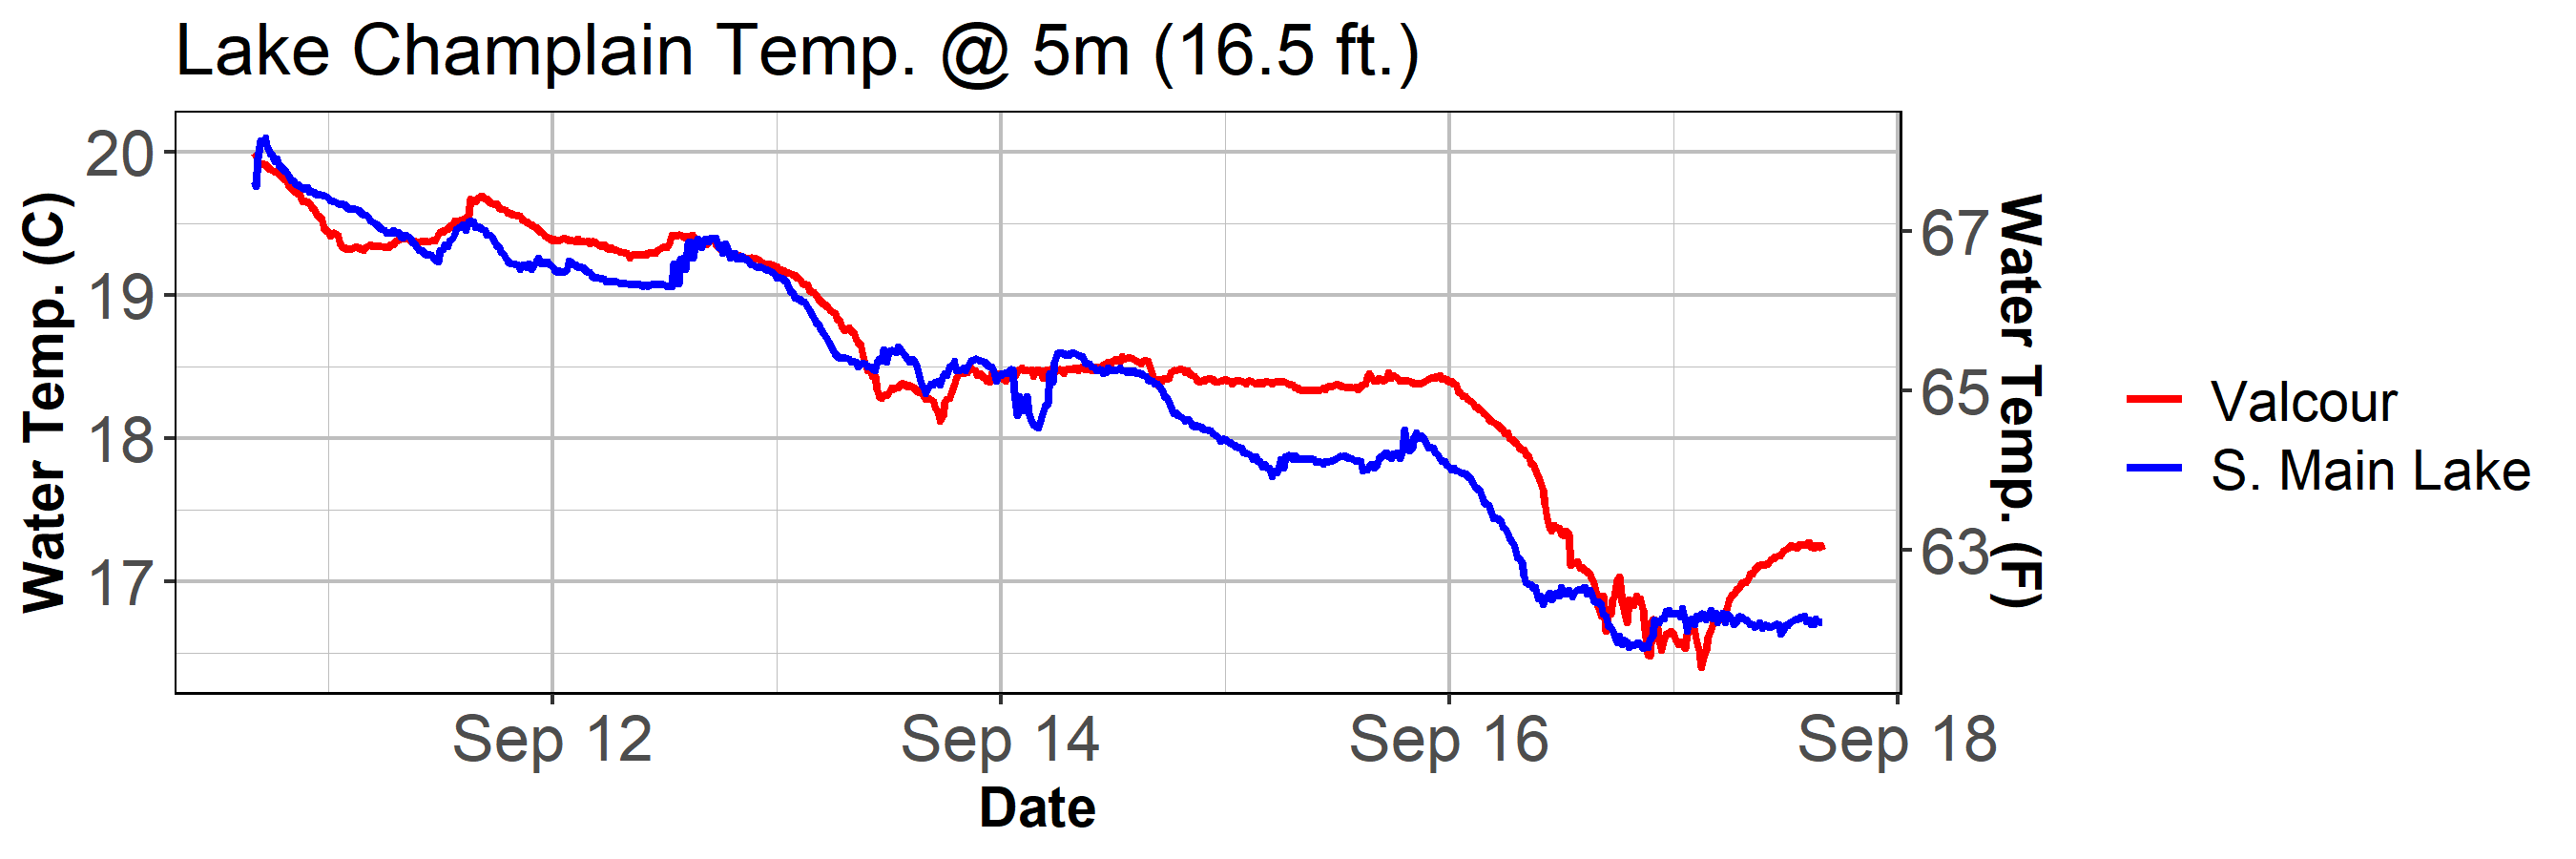 Lake Champlain Temp. @ 5m (16.5 ft.)
Water Temp. (C)
20
19
18
17
67
65
63
Water Temp. (F)
Sep 12
Sep 14
Sep 16
Sep 18
Date
Valcour
S. Main Lake